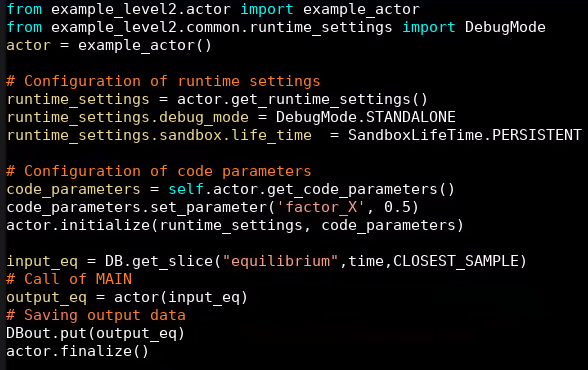 from example_level2.actor import example_actor
from example_level2.common.runtime_settings import DebugMode
actor = example_actor()

# Configuration of runtime settings
runtime_settings = actor.get_runtime_settings()
runtime_settings.debug_mode = DebugMode.STANDALONE
runtime_settings.sandbox.life_time  = SandboxLifeTime.PERSISTENT

# Configuration of code parameters
code_parameters = self.actor.get_code_parameters()
code_parameters.set_parameter('factor_X', 0.5)
actor.initialize(runtime_settings, code_parameters)

input_eq = DB.get_slice("equilibrium",time,CLOSEST_SAMPLE)
# Call of MAIN
output_eq = actor(input_eq)
# Saving output data
DBout.put(output_eq)
actor.finalize()